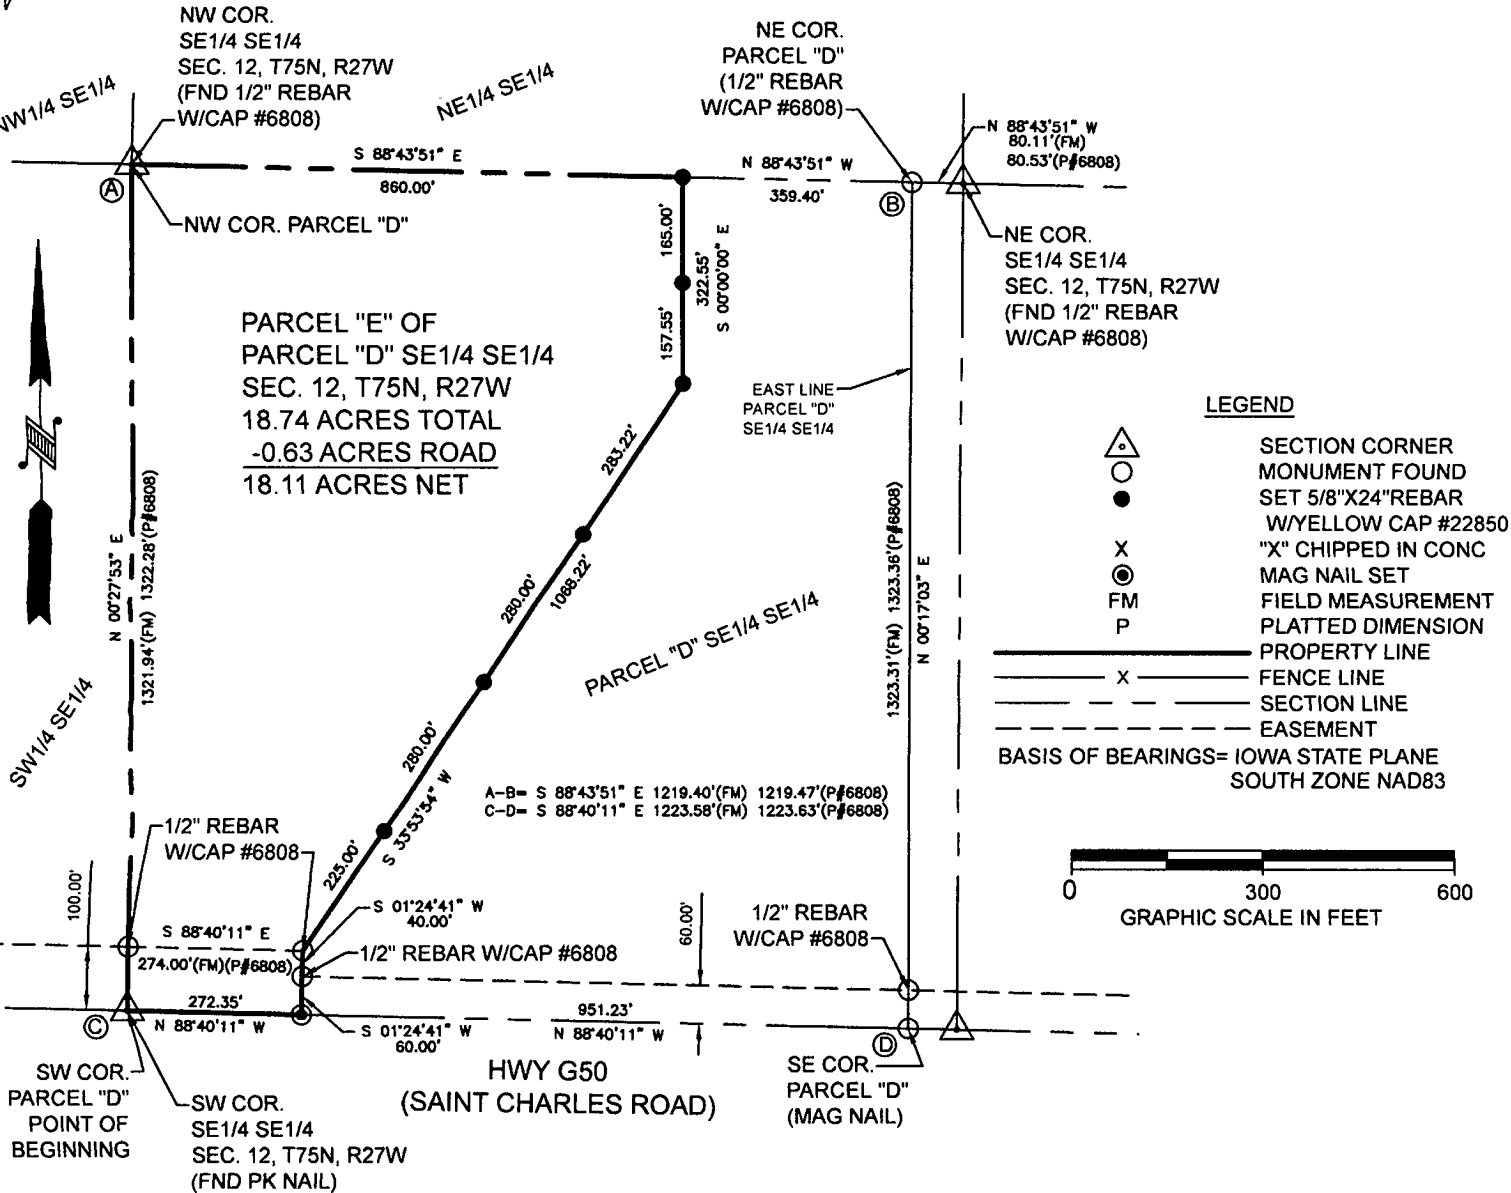 NW COR.
SE1/4 SE1/4
SEC. 12, T75N, R27W
(FND 1/2" REBAR
W/CAP #6808)
NW1/4 SE1/4
NE1/4 SE1/4
NE COR.
PARCEL "D"
(1/2" REBAR
W/CAP #6808)
N 88°43'51" W
80.11'(FM)
80.53'(P#6808)
S 88°43'51" E
860.00'
N 88°43'51" W
359.40'
A
B
NW COR. PARCEL "D"
165.00'
322.55'
S 00°00'00" E
157.55'
NE COR.
SE1/4 SE1/4
SEC. 12, T75N, R27W
(FND 1/2" REBAR
W/CAP #6808)
PARCEL "E" OF
PARCEL "D" SE1/4 SE1/4
SEC. 12, T75N, R27W
18.74 ACRES TOTAL
-0.63 ACRES ROAD
18.11 ACRES NET
EAST LINE
PARCEL "D"
SE1/4 SE1/4
LEGEND
SECTION CORNER
MONUMENT FOUND
SET 5/8"X24"REBAR
W/YELLOW CAP #22850
X "X" CHIPPED IN CONC
MAG NAIL SET
FM FIELD MEASUREMENT
P PLATTED DIMENSION
PROPERTY LINE
X FENCE LINE
SECTION LINE
EASEMENT
BASIS OF BEARINGS= IOWA STATE PLANE
SOUTH ZONE NAD83
N 00°27'53" E
1321.94'(FM) 1322.28'(P#6808)
283.22'
280.00'
1068.22'
280.00'
S 33°53'54" W
225.00'
PARCEL "D" SE1/4 SE1/4
1323.31'(FM) 1323.36'(P#6808)
N 00°17'03" E
SW1/4 SE1/4
A-B= S 88°43'51" E 1219.40'(FM) 1219.47'(P#6808)
C-D= S 88°40'11" E 1223.58'(FM) 1223.63'(P#6808)
0 300 600
GRAPHIC SCALE IN FEET
1/2" REBAR
W/CAP #6808
100.00'
S 01°24'41" W
40.00'
S 88°40'11" E
274.00'(FM)(P#6808)
1/2" REBAR W/CAP #6808
60.00'
1/2" REBAR
W/CAP #6808
272.35'
N 88°40'11" W
S 01°24'41" W
60.00'
951.23'
N 88°40'11" W
C
D
HWY G50
(SAINT CHARLES ROAD)
SW COR.
PARCEL "D"
POINT OF
BEGINNING
SW COR.
SE1/4 SE1/4
SEC. 12, T75N, R27W
(FND PK NAIL)
SE COR.
PARCEL "D"
(MAG NAIL)